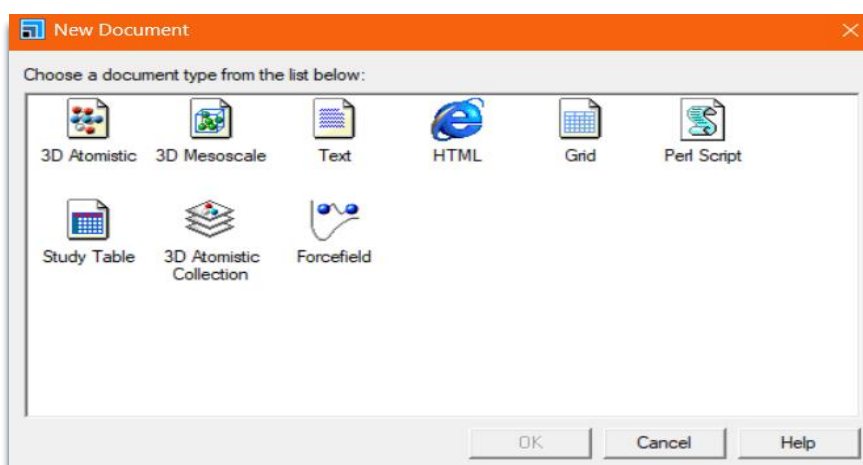 New Document
Choose a document type from the list below:
3D Atomistic
3D Mesoscale
Text
HTML
Grid
Perl Script
Study Table
3D Atomistic
Collection
Forcefield
OK
Cancel
Help